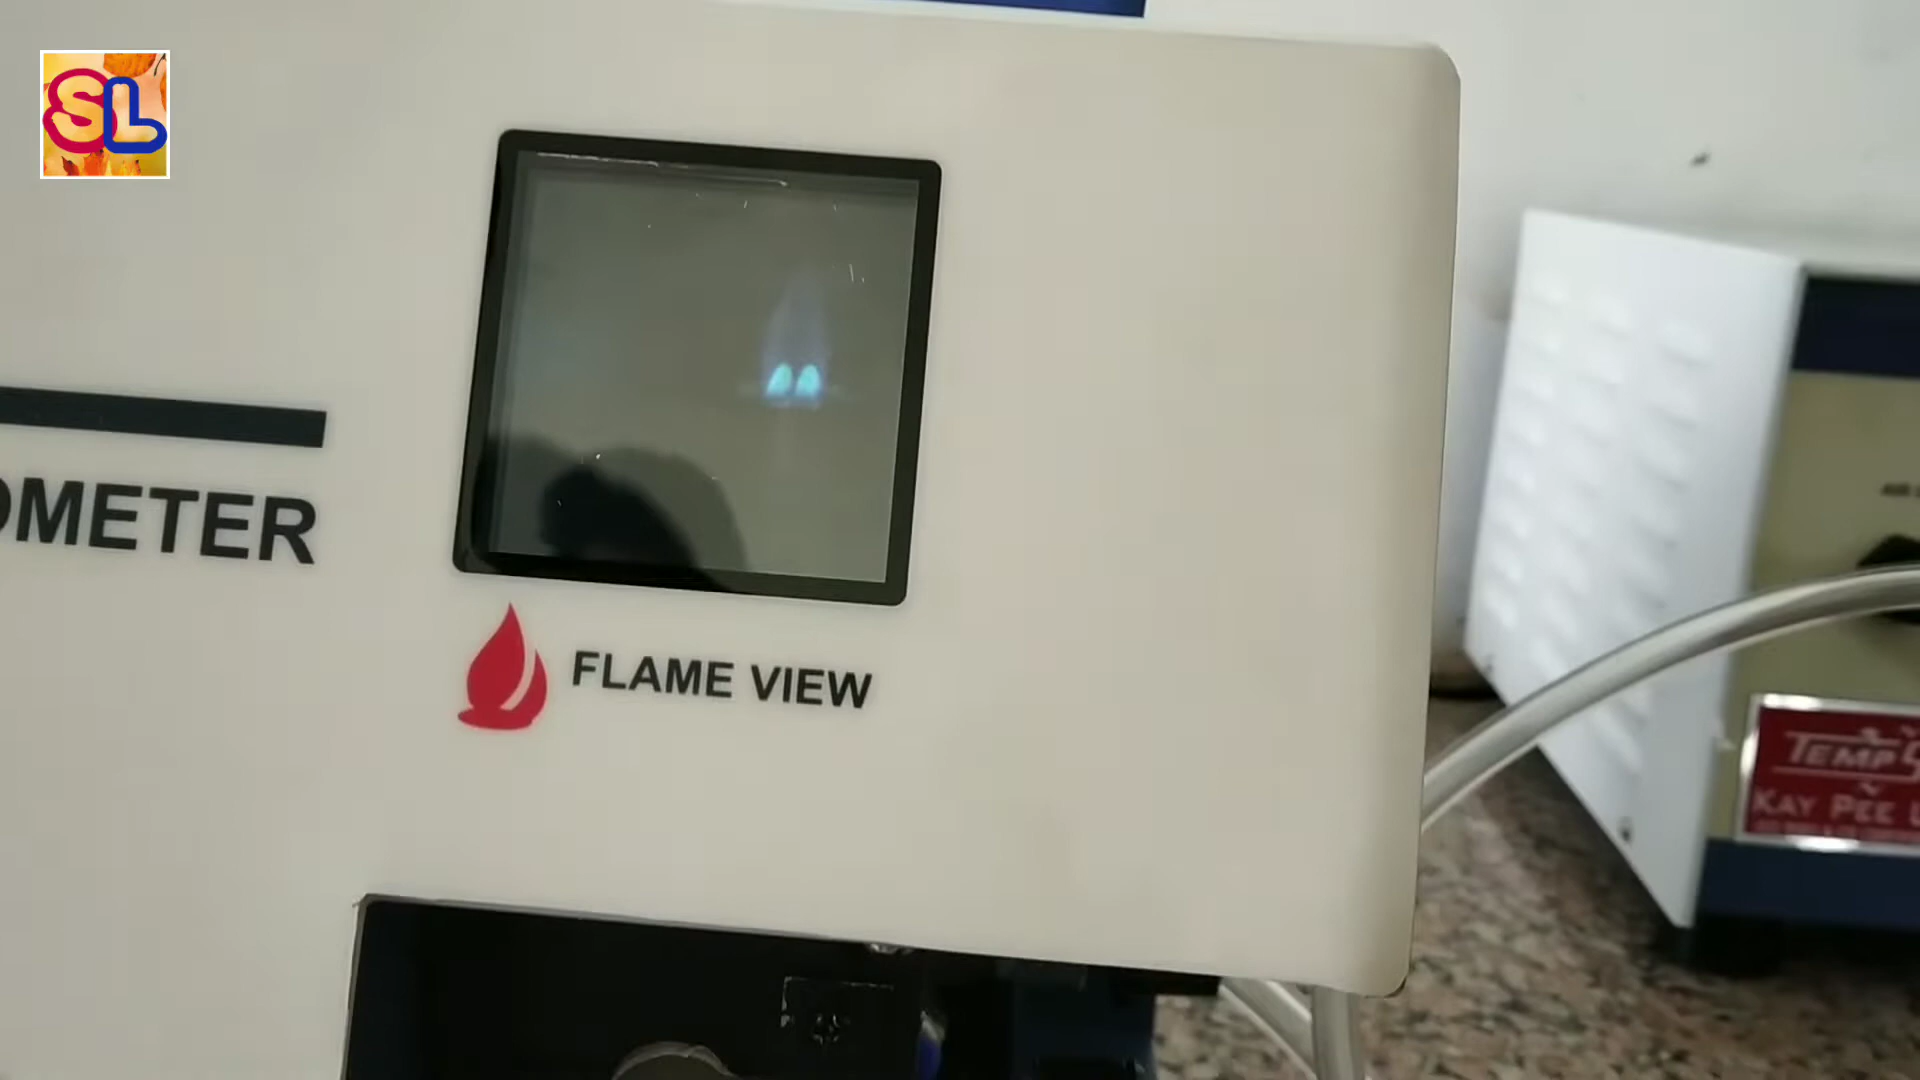 SL
OMETER
FLAME VIEW
TEMP
KAY PEE